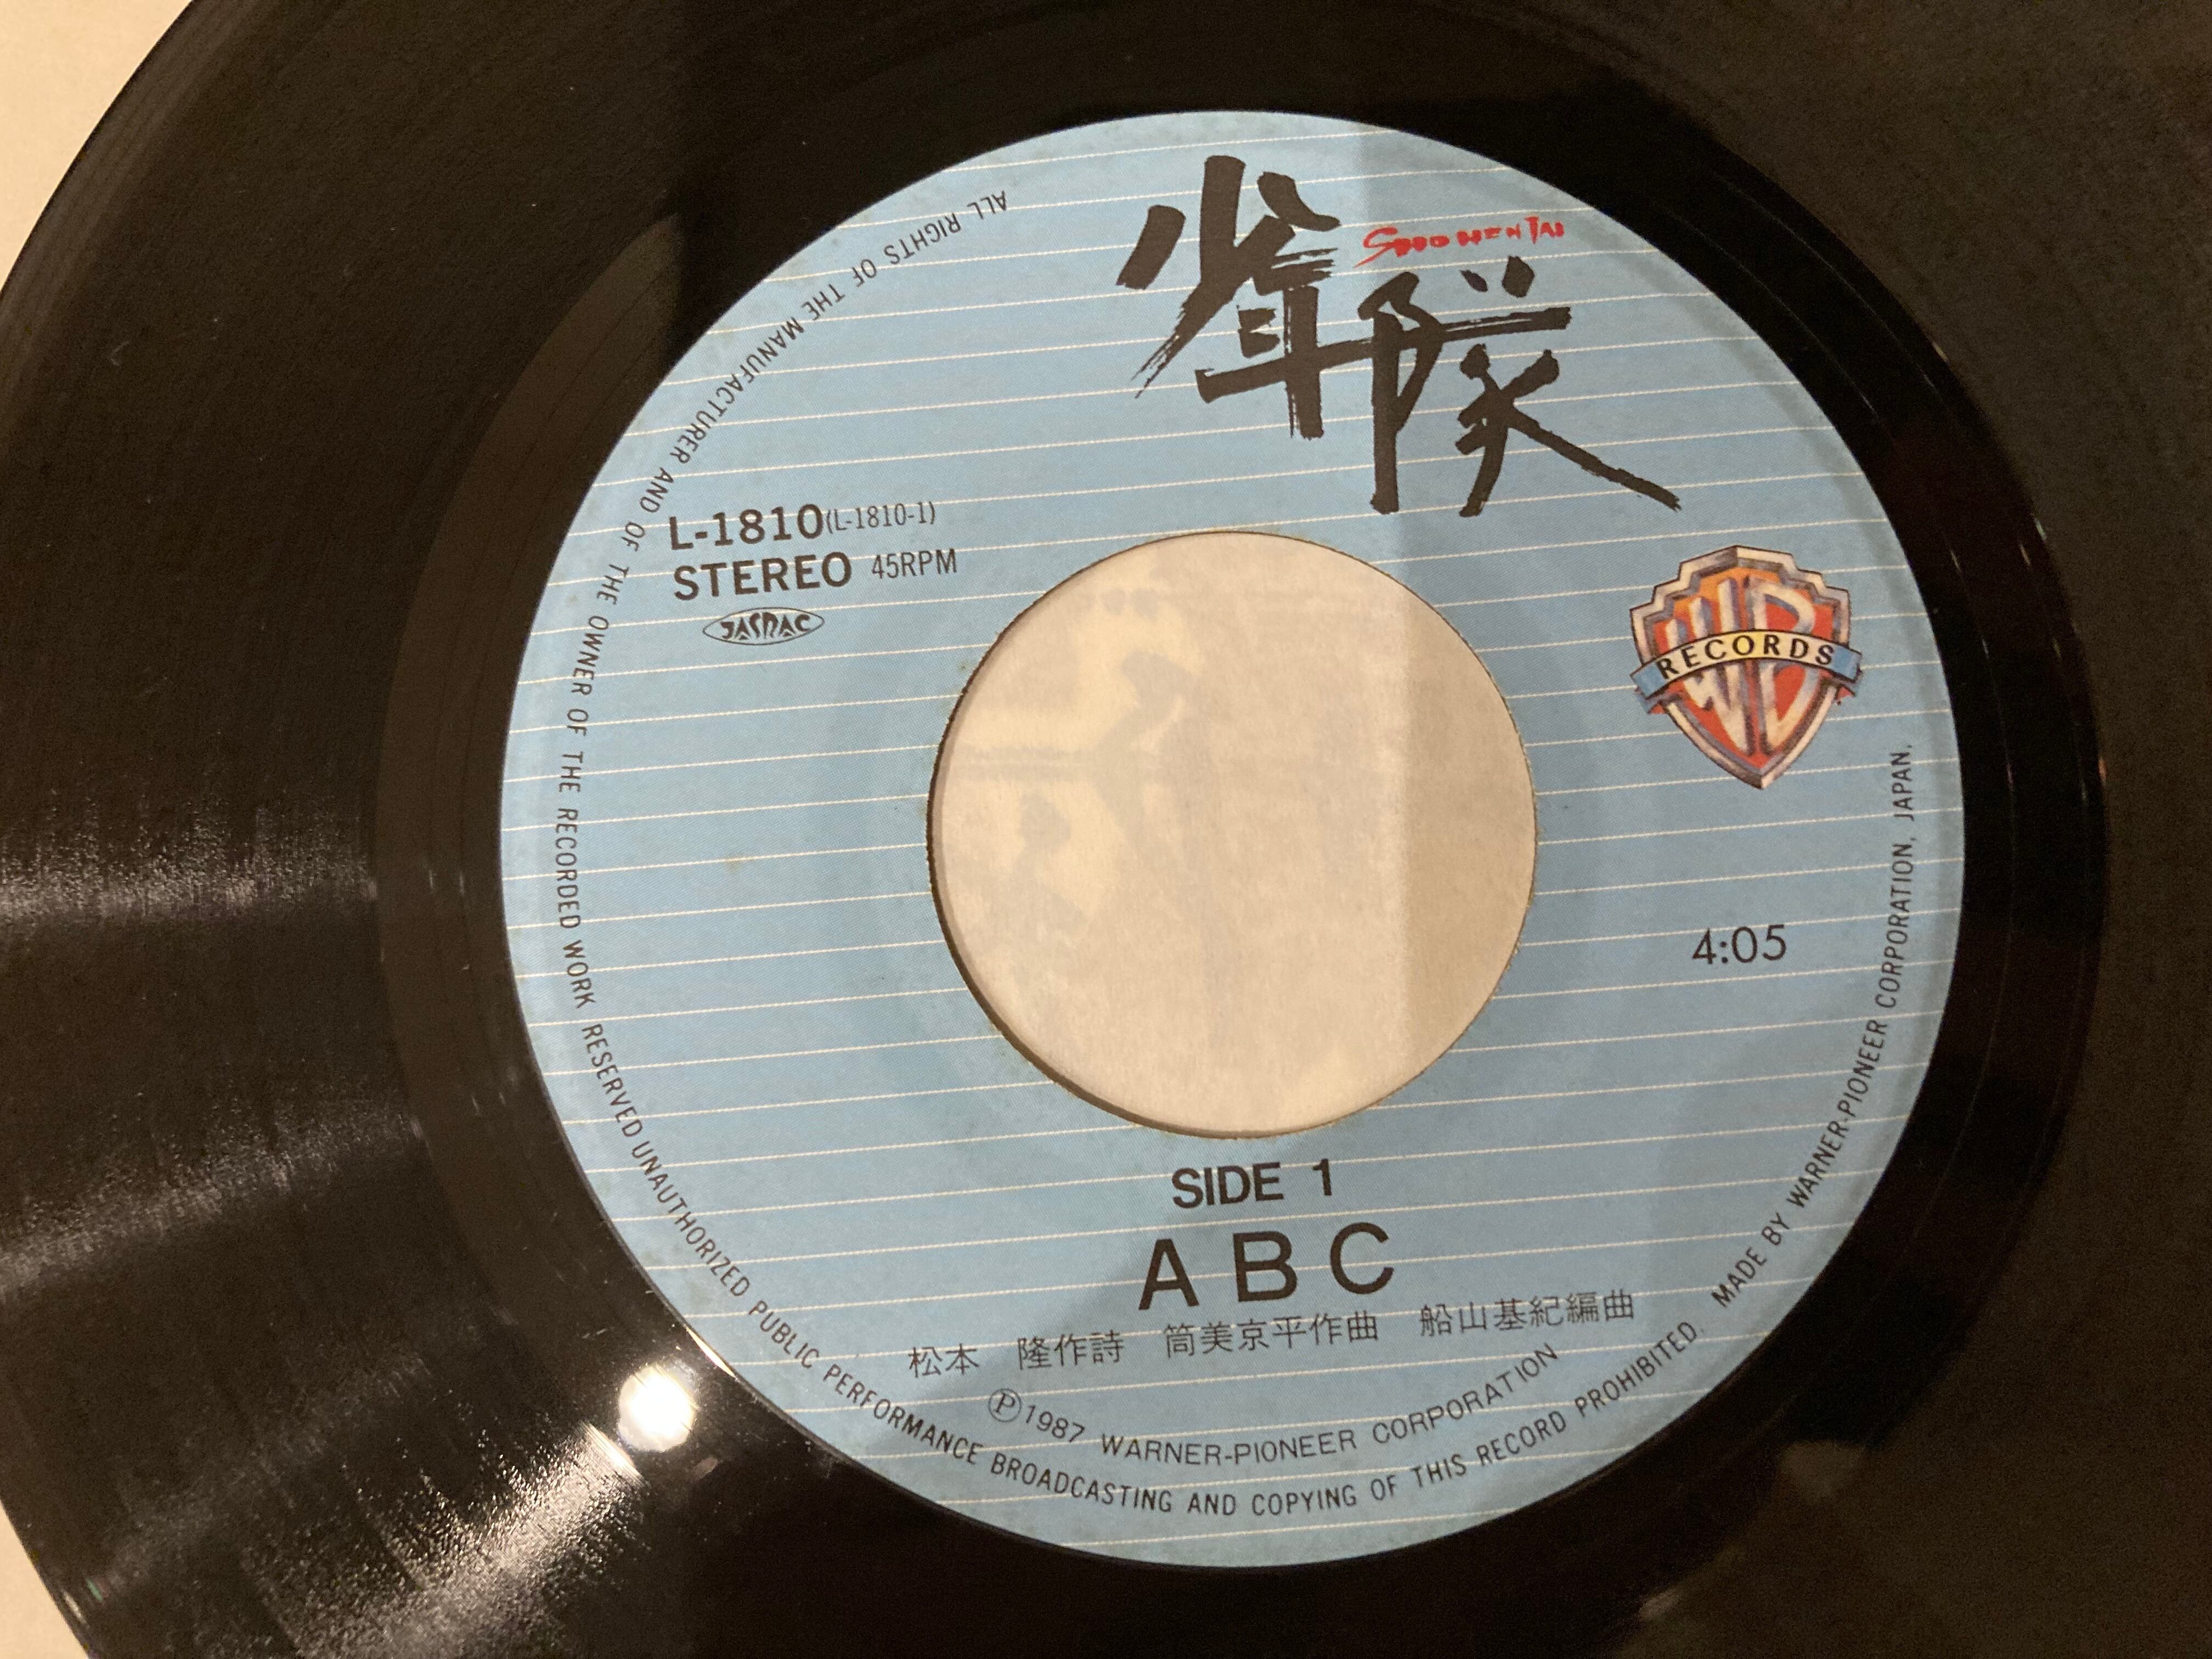 少年隊
SHONENTAI
L-1810(L-1810-1)
STEREO 45RPM
JASRAC
WB
RECORDS
4:05
SIDE 1
A B C
松本　隆作詩　筒美京平作曲　船山基紀編曲
Ⓟ1987 WARNER-PIONEER CORPORATION
ALL RIGHTS OF THE MANUFACTURER AND OF THE OWNER OF THE RECORDED WORK RESERVED UNAUTHORIZED PUBLIC PERFORMANCE BROADCASTING AND COPYING OF THIS RECORD PROHIBITED. MADE BY WARNER-PIONEER CORPORATION, JAPAN.